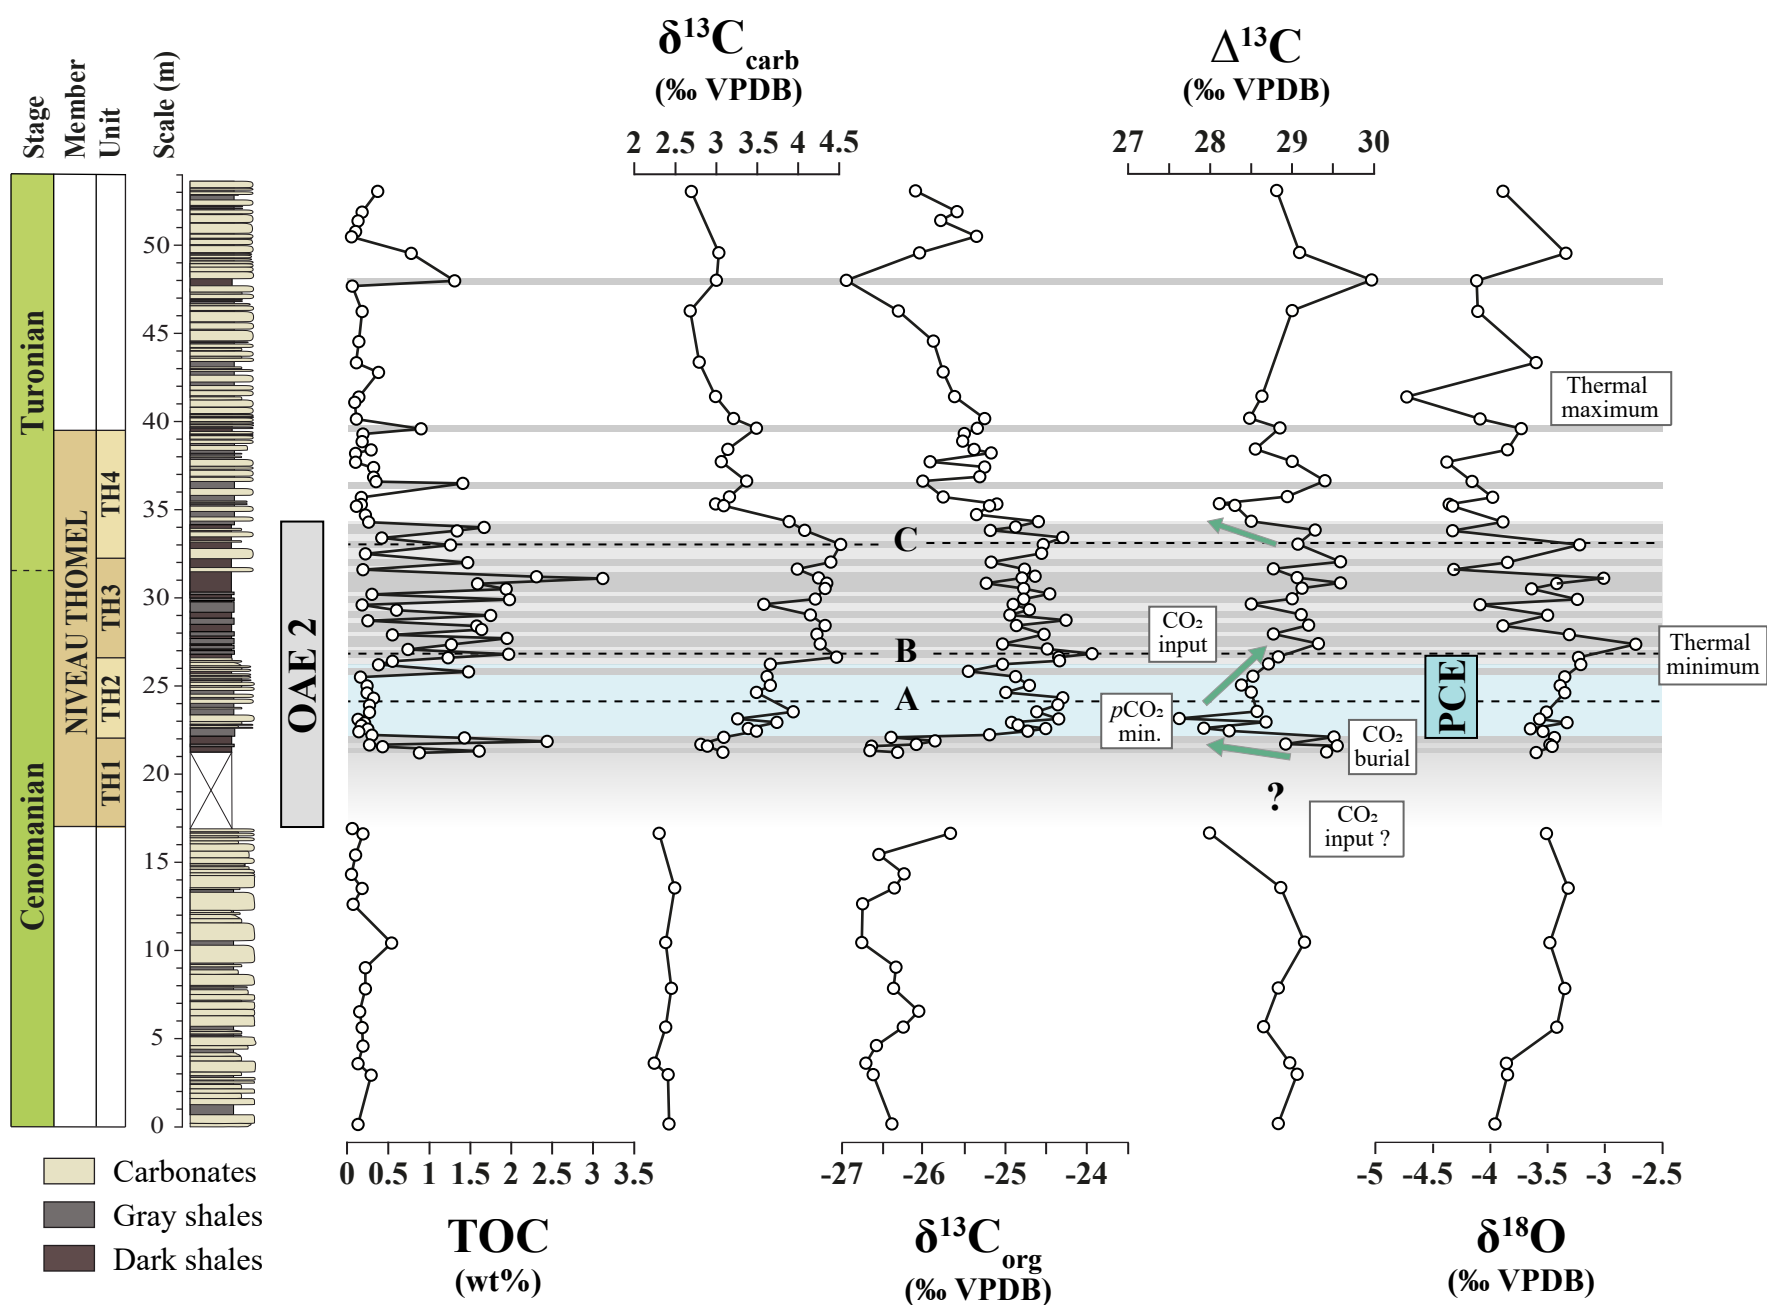 δ¹³Ccarb
(‰ VPDB)
Δ¹³C
(‰ VPDB)
Stage
Member
Unit
Scale (m)
2 2.5 3 3.5 4 4.5
27 28 29 30
Turonian
Cenomanian
NIVEAU THOMEL
TH4
TH3
TH2
TH1
50
45
40
35
30
25
20
15
10
5
0
OAE 2
C
B
A
Thermal
maximum
CO₂
input
Thermal
minimum
PCE
pCO₂
min.
CO₂
burial
?
CO₂
input ?
Carbonates
Gray shales
Dark shales
0 0.5 1 1.5 2 2.5 3 3.5
-27 -26 -25 -24
-5 -4.5 -4 -3.5 -3 -2.5
TOC
(wt%)
δ¹³Corg
(‰ VPDB)
δ¹⁸O
(‰ VPDB)